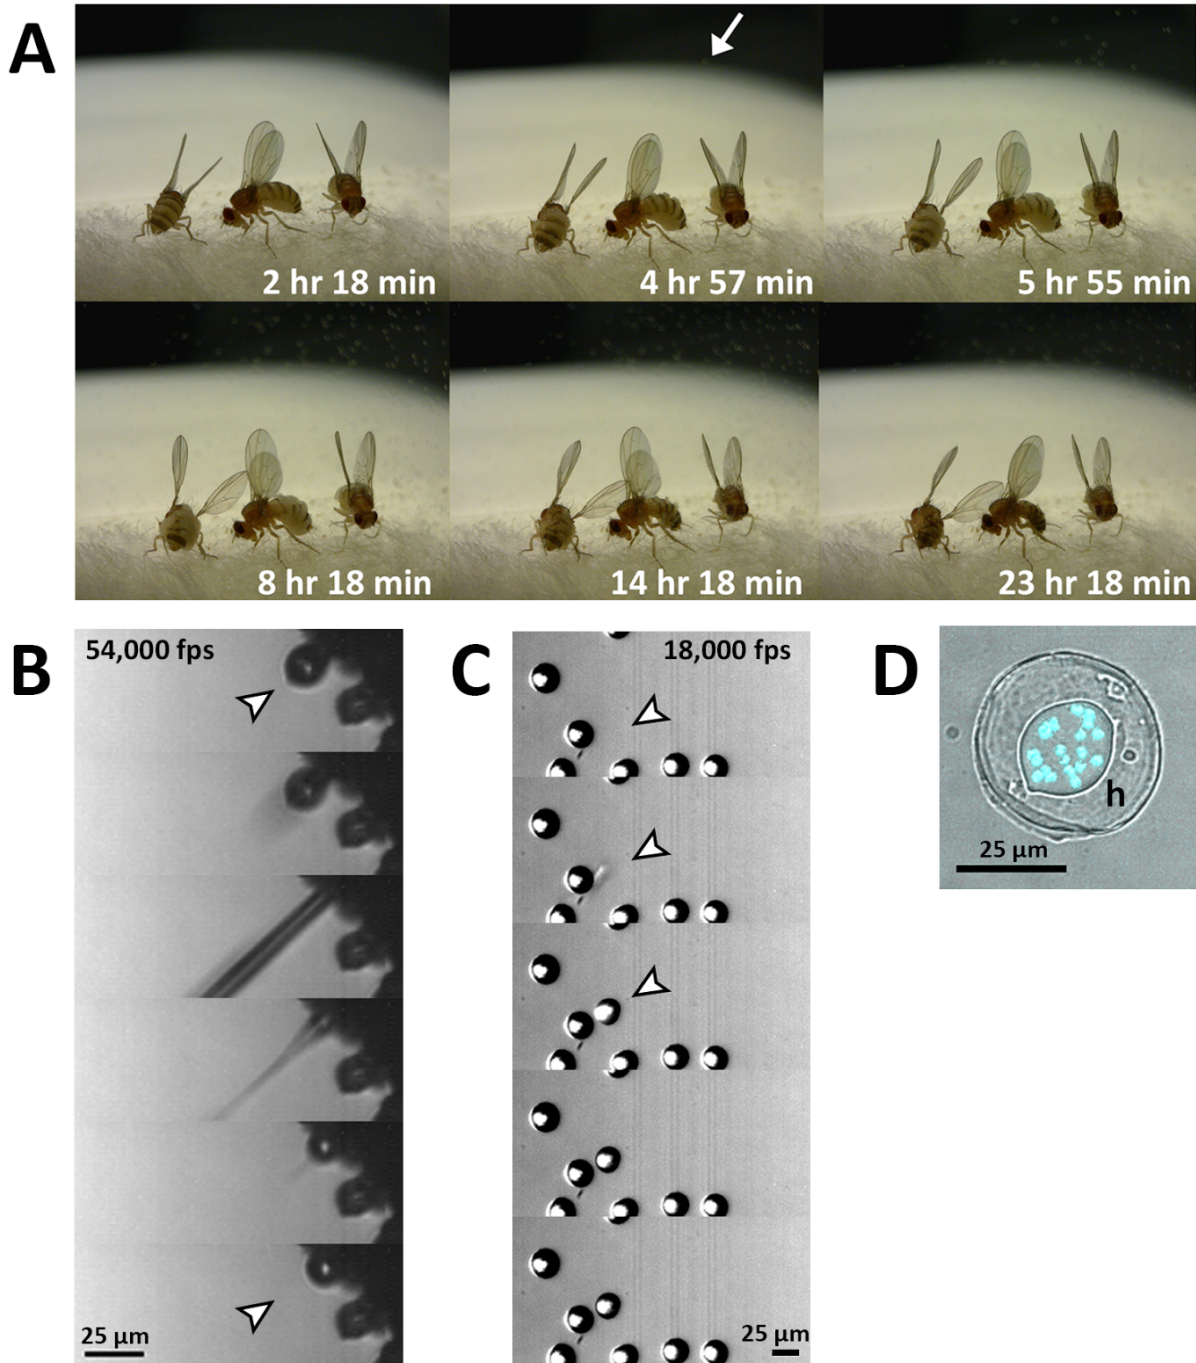 A
2 hr 18 min
4 hr 57 min
5 hr 55 min
8 hr 18 min
14 hr 18 min
23 hr 18 min
B
54,000 fps
25 μm
C
18,000 fps
25 μm
D
h
25 μm